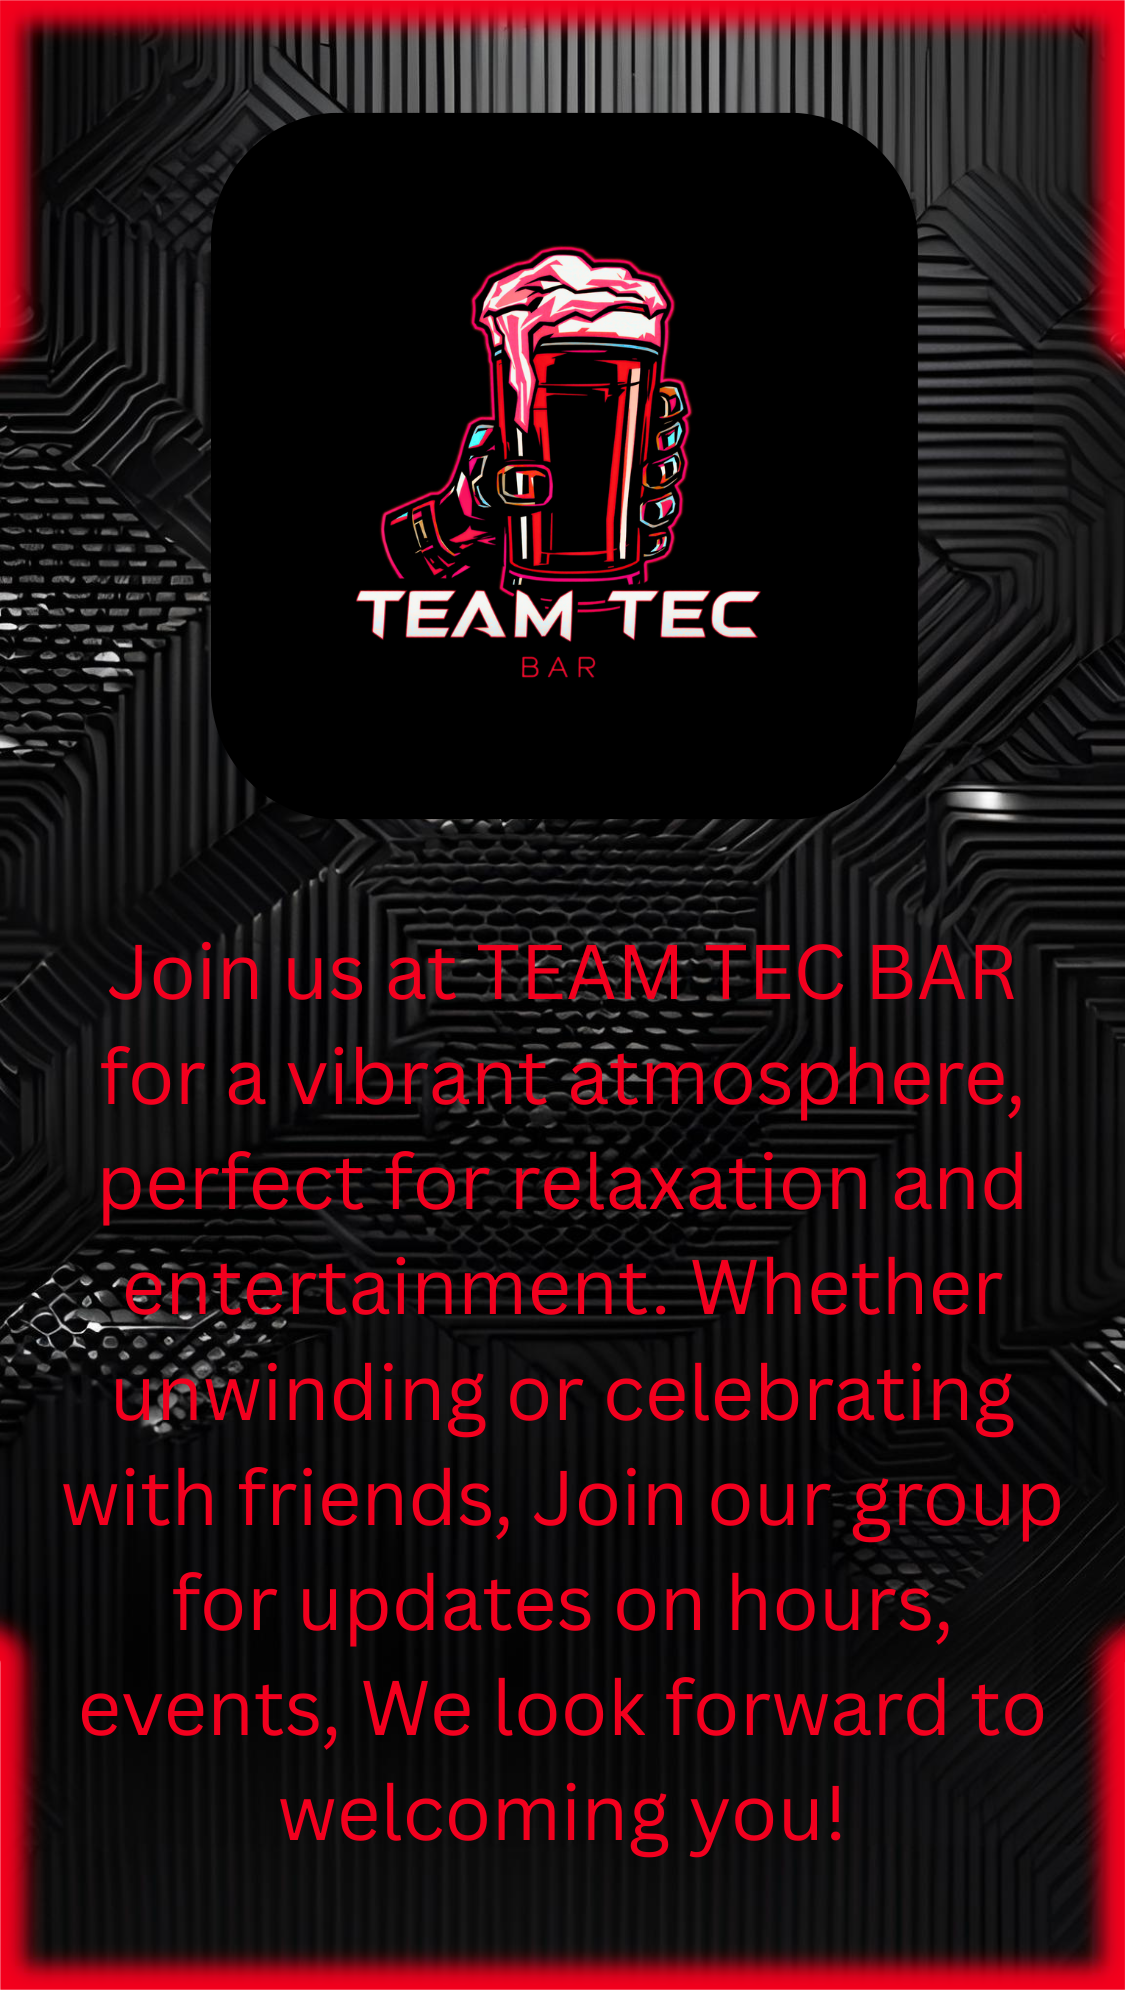 TEAM TEC
BAR
Join us at TEAM TEC BAR
for a vibrant atmosphere,
perfect for relaxation and
entertainment. Whether
unwinding or celebrating
with friends, Join our group
for updates on hours,
events, We look forward to
welcoming you!